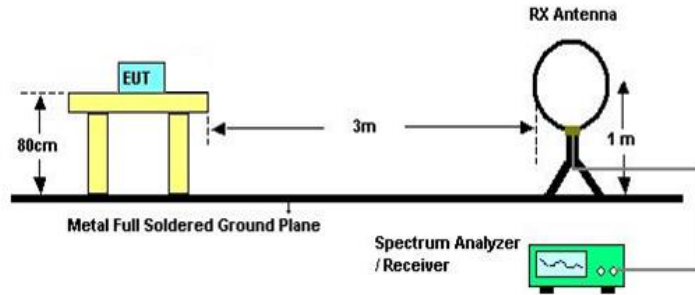 RX Antenna
EUT
3m
80cm
1 m
Metal Full Soldered Ground Plane
Spectrum Analyzer
/ Receiver